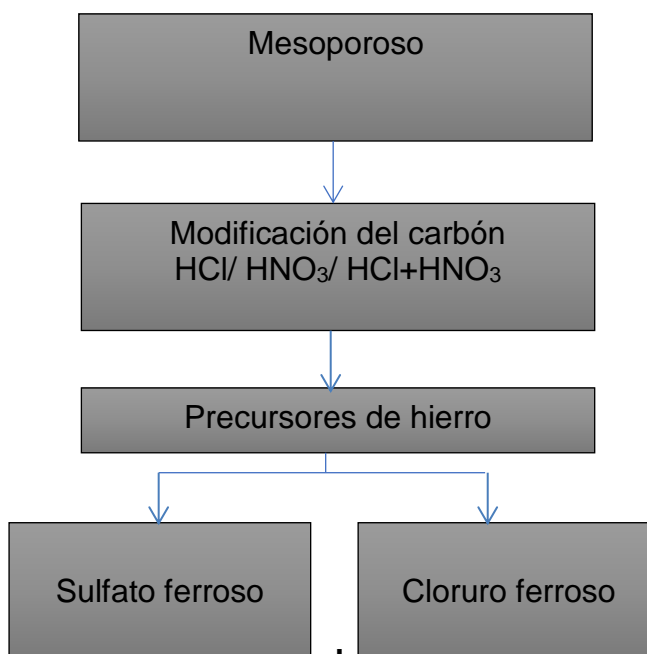 Mesoporoso
Modificación del carbón
HCl/ HNO₃/ HCl+HNO₃
Precursores de hierro
Sulfato ferroso
Cloruro ferroso